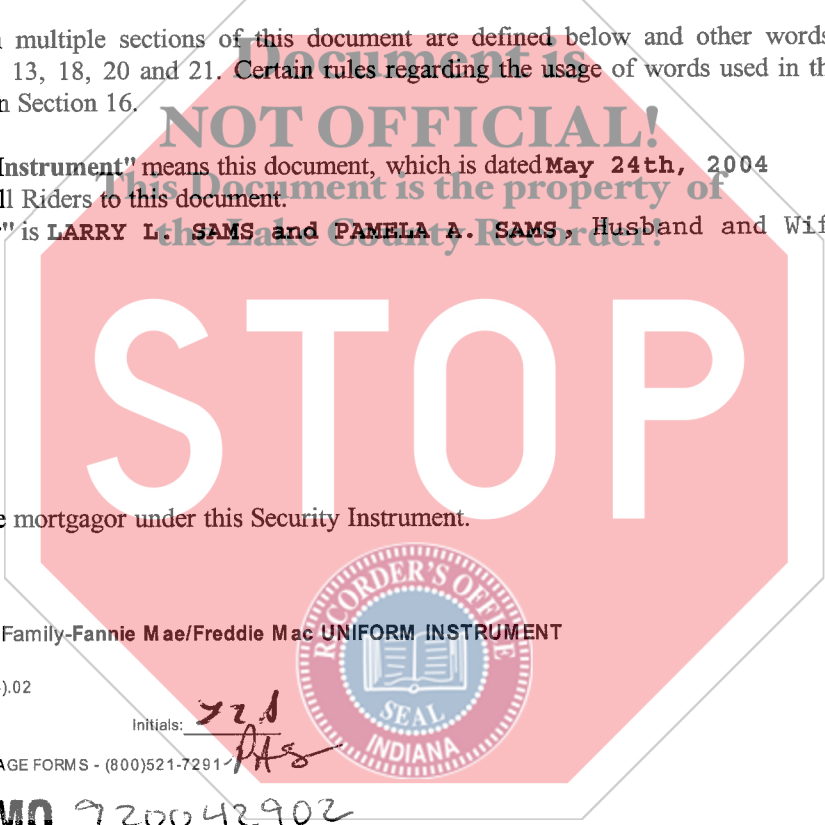 multiple sections of this document are defined below and other words
13, 18, 20 and 21. Certain rules regarding the usage of words used in
Section 16.
Document is
NOT OFFICIAL!
This Document is the property of
the Lake County Recorder!
Instrument" means this document, which is dated May 24th, 2004
Riders to this document.
" is LARRY L. SAMS and PAMELA A. SAMS, Husband and
STOP
mortgagor under this Security Instrument.
RECORDER'S OFFICE
SEAL
INDIANA
Family-Fannie Mae/Freddie Mac UNIFORM INSTRUMENT
).02
Initials:
PAS
FORMS - (800)521-7291
920042902